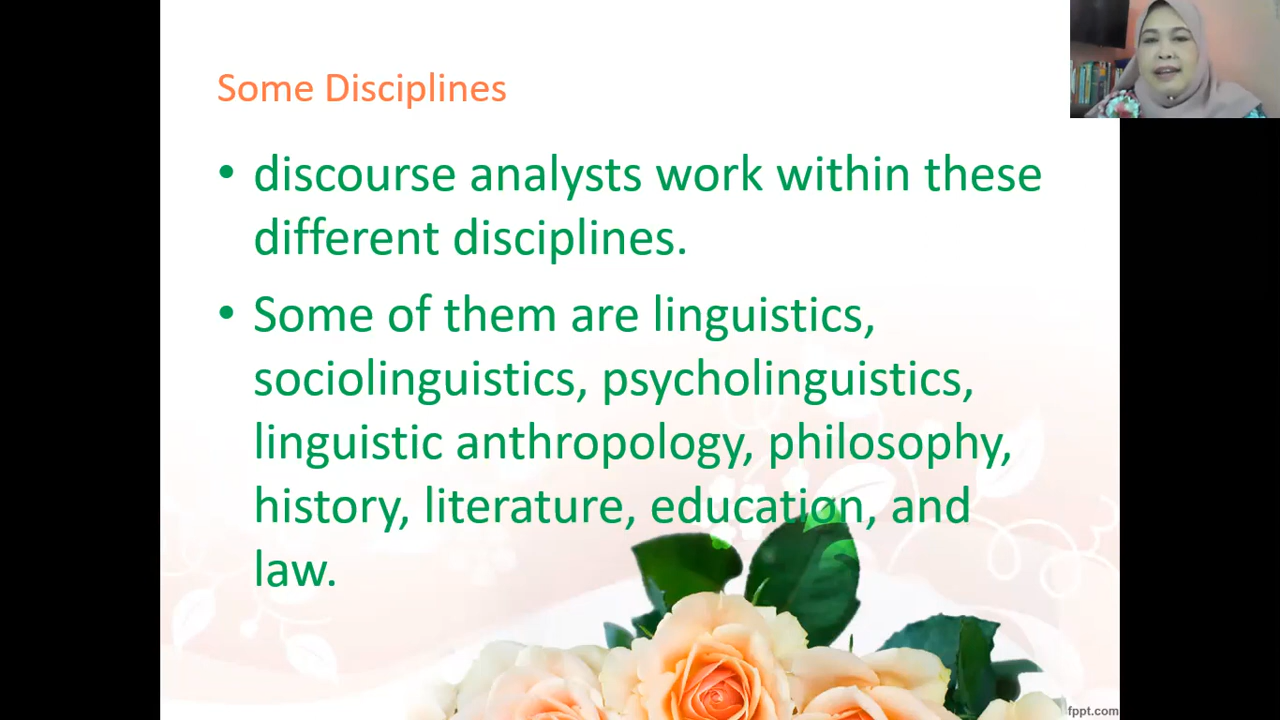 Some Disciplines
• discourse analysts work within these
different disciplines.
• Some of them are linguistics,
sociolinguistics, psycholinguistics,
linguistic anthropology, philosophy,
history, literature, education, and
law.
fppt.com